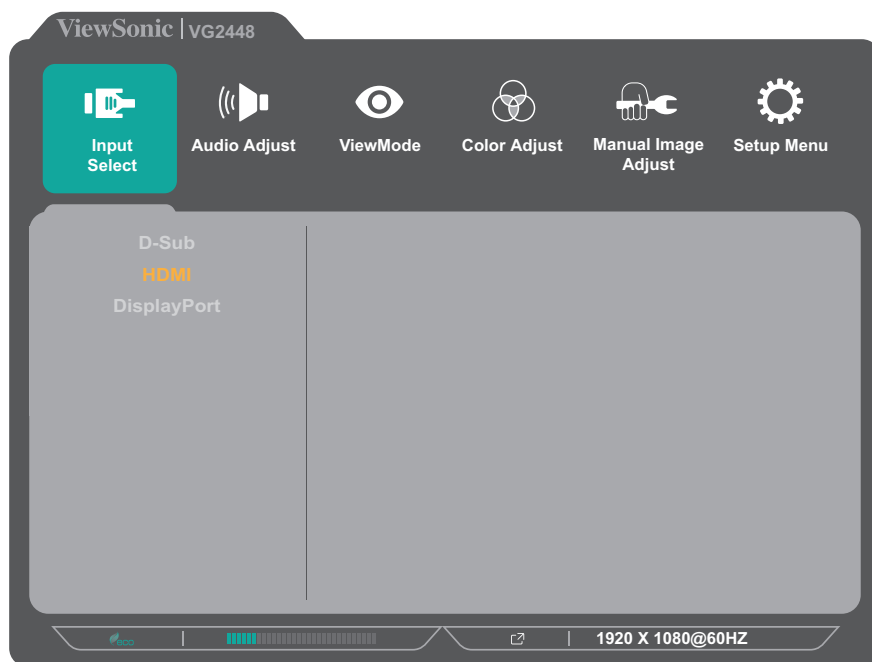 ViewSonic VG2448
Input
Select
Audio Adjust
ViewMode
Color Adjust
Manual Image
Adjust
Setup Menu
D-Sub
HDMI
DisplayPort
eco
1920 X 1080@60HZ